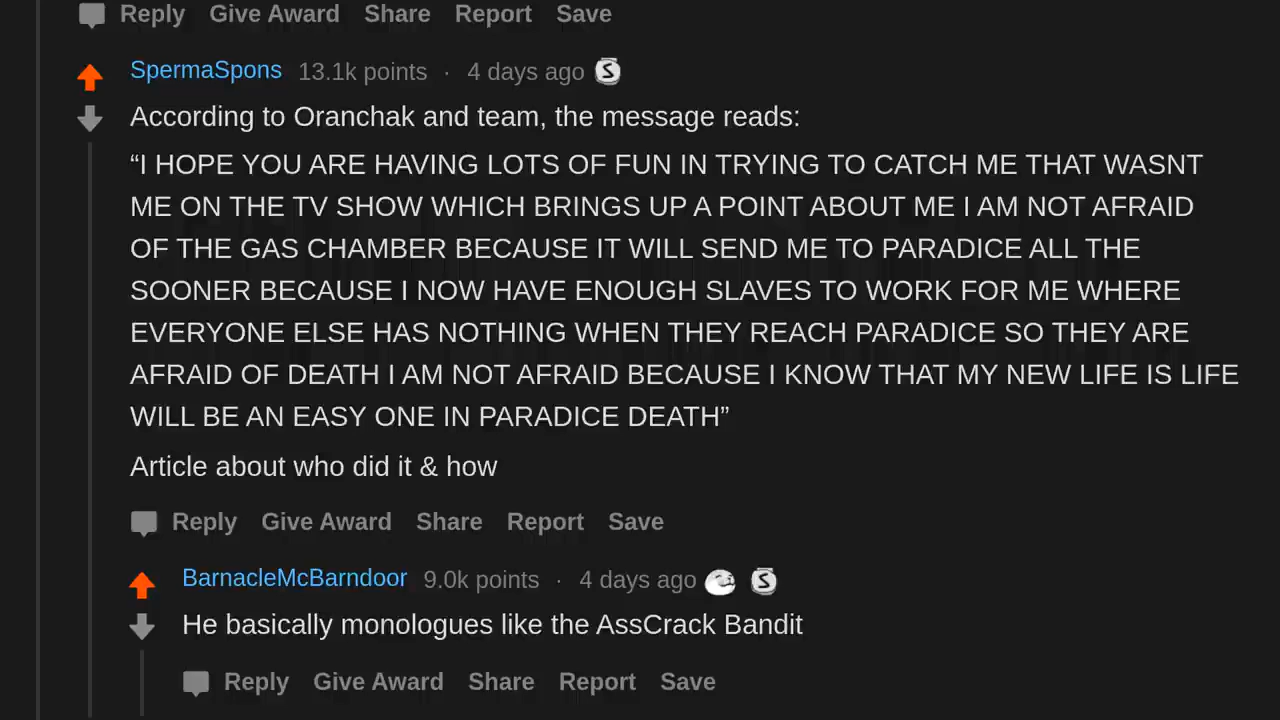 Reply Give Award Share Report Save
SpermaSpons 13.1k points · 4 days ago S
According to Oranchak and team, the message reads:
“I HOPE YOU ARE HAVING LOTS OF FUN IN TRYING TO CATCH ME THAT WASNT
ME ON THE TV SHOW WHICH BRINGS UP A POINT ABOUT ME I AM NOT AFRAID
OF THE GAS CHAMBER BECAUSE IT WILL SEND ME TO PARADICE ALL THE
SOONER BECAUSE I NOW HAVE ENOUGH SLAVES TO WORK FOR ME WHERE
EVERYONE ELSE HAS NOTHING WHEN THEY REACH PARADICE SO THEY ARE
AFRAID OF DEATH I AM NOT AFRAID BECAUSE I KNOW THAT MY NEW LIFE IS LIFE
WILL BE AN EASY ONE IN PARADICE DEATH”
Article about who did it & how
Reply Give Award Share Report Save
BarnacleMcBarndoor 9.0k points · 4 days ago S
He basically monologues like the AssCrack Bandit
Reply Give Award Share Report Save